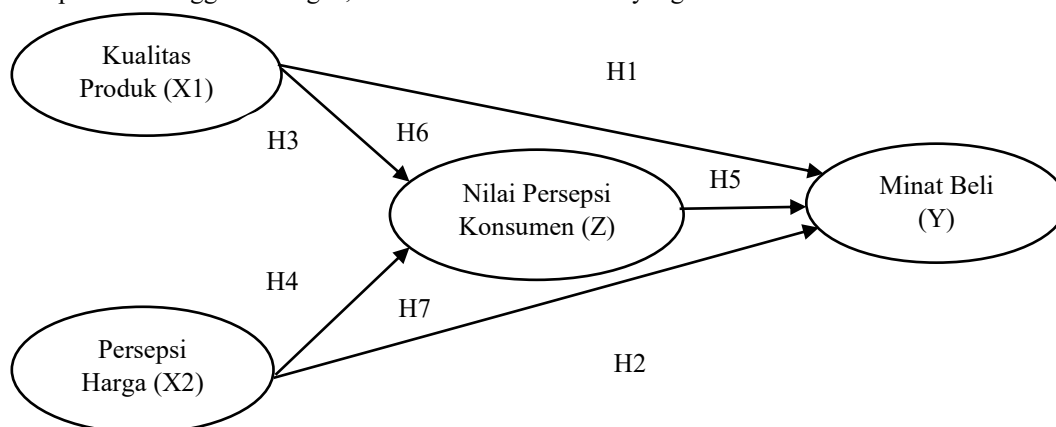 Kualitas
Produk (X1)
H1
H3
H6
Nilai Persepsi
Konsumen (Z)
H5
Minat Beli
(Y)
H4
H7
Persepsi
Harga (X2)
H2